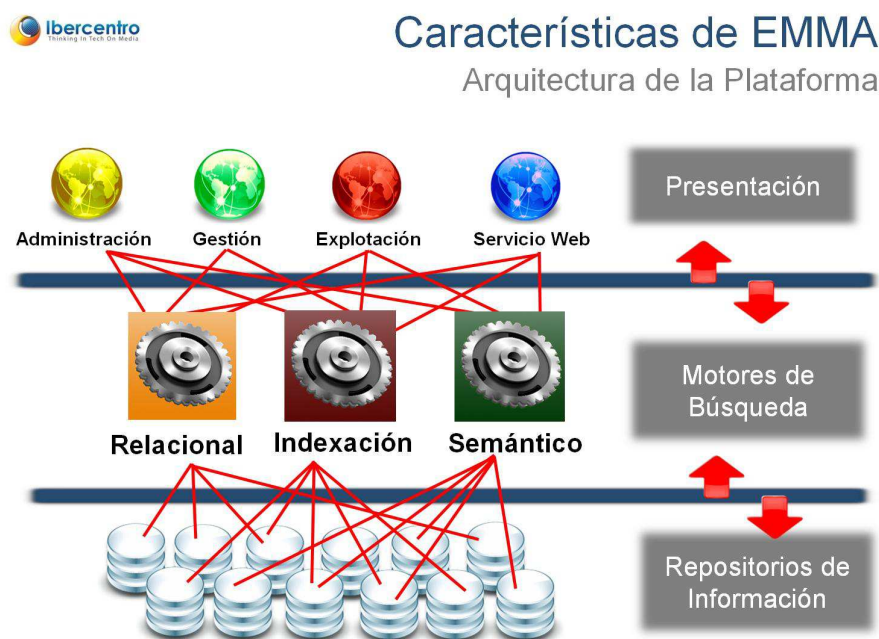 Ibercentro
Thinking In Tech On Media
Características de EMMA
Arquitectura de la Plataforma
Administración
Gestión
Explotación
Servicio Web
Presentación
Relacional
Indexación
Semántico
Motores de
Búsqueda
Repositorios de
Información